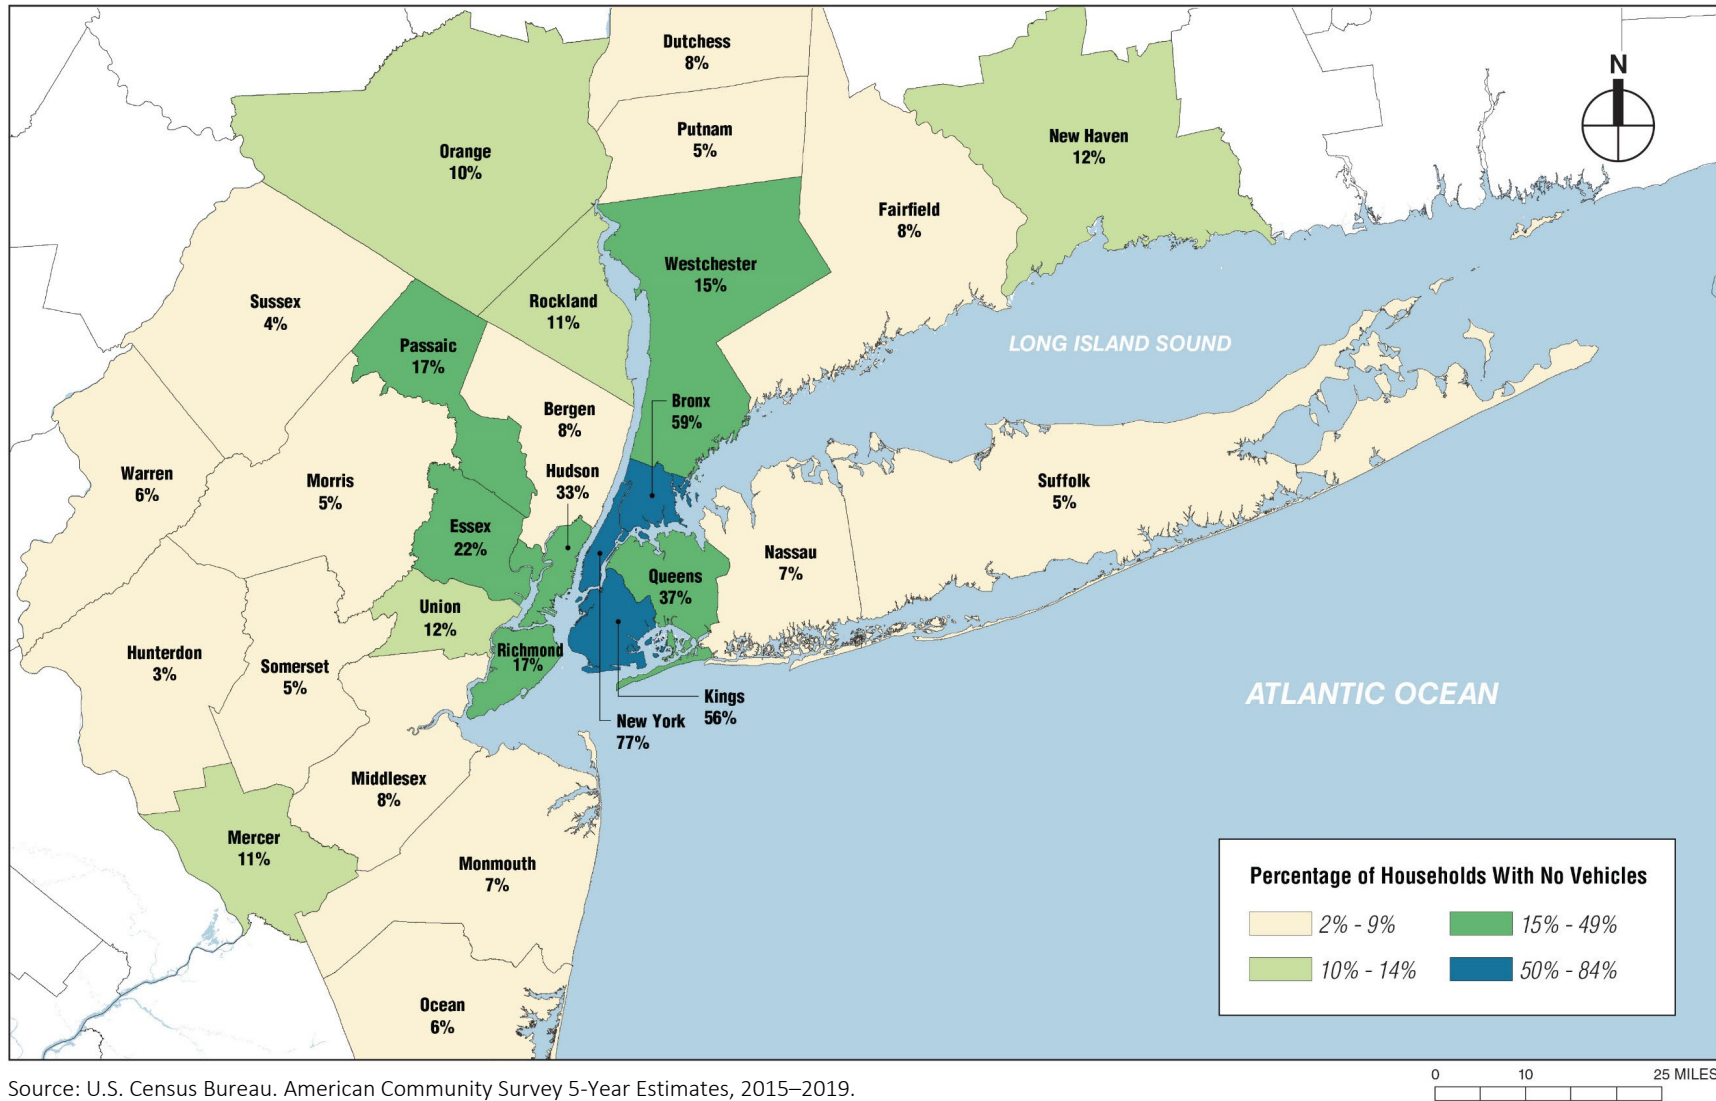 Dutchess
8%
Putnam
5%
Orange
10%
New Haven
12%
N
Fairfield
8%
Westchester
15%
Sussex
4%
Rockland
11%
Passaic
17%
LONG ISLAND SOUND
Bergen
8%
Bronx
59%
Warren
6%
Morris
5%
Hudson
33%
Suffolk
5%
Essex
22%
Nassau
7%
Queens
37%
Union
12%
Hunterdon
3%
Somerset
5%
Richmond
17%
Kings
56%
New York
77%
ATLANTIC OCEAN
Middlesex
8%
Mercer
11%
Monmouth
7%
Ocean
6%
Percentage of Households With No Vehicles
2% - 9%
15% - 49%
10% - 14%
50% - 84%
Source: U.S. Census Bureau. American Community Survey 5-Year Estimates, 2015–2019.
0 10 25 MILES